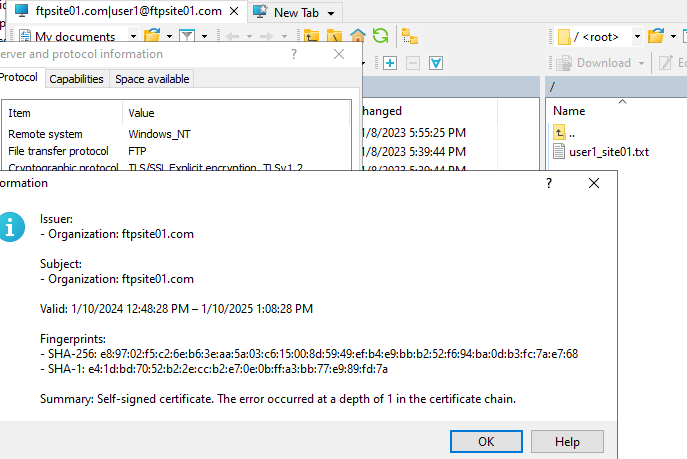 ftpsite01.com|user1@ftpsite01.com
New Tab
My documents
/ <root>
Download
erver and protocol information
?
Protocol
Capabilities
Space available
/
Item
Value
hanged
Name
Remote system
Windows_NT
1/8/2023 5:55:25 PM
..
File transfer protocol
FTP
1/8/2023 5:39:44 PM
user1_site01.txt
Cryptographic protocol
TLS/SSL Explicit encryption, TLSv1.2
1/8/2023 5:39:44 PM
ormation
?
Issuer:
- Organization: ftpsite01.com
Subject:
- Organization: ftpsite01.com
Valid: 1/10/2024 12:48:28 PM – 1/10/2025 1:08:28 PM
Fingerprints:
- SHA-256: e8:97:02:f5:c2:6e:b6:3e:aa:5a:03:c6:15:00:8d:59:49:ef:b4:e9:bb:b2:52:f6:94:ba:0d:b3:fc:7a:e7:68
- SHA-1: e4:1d:bd:70:52:b2:2e:cc:b2:e7:0e:0b:ff:a3:bb:77:e9:89:fd:7a
Summary: Self-signed certificate. The error occurred at a depth of 1 in the certificate chain.
OK
Help